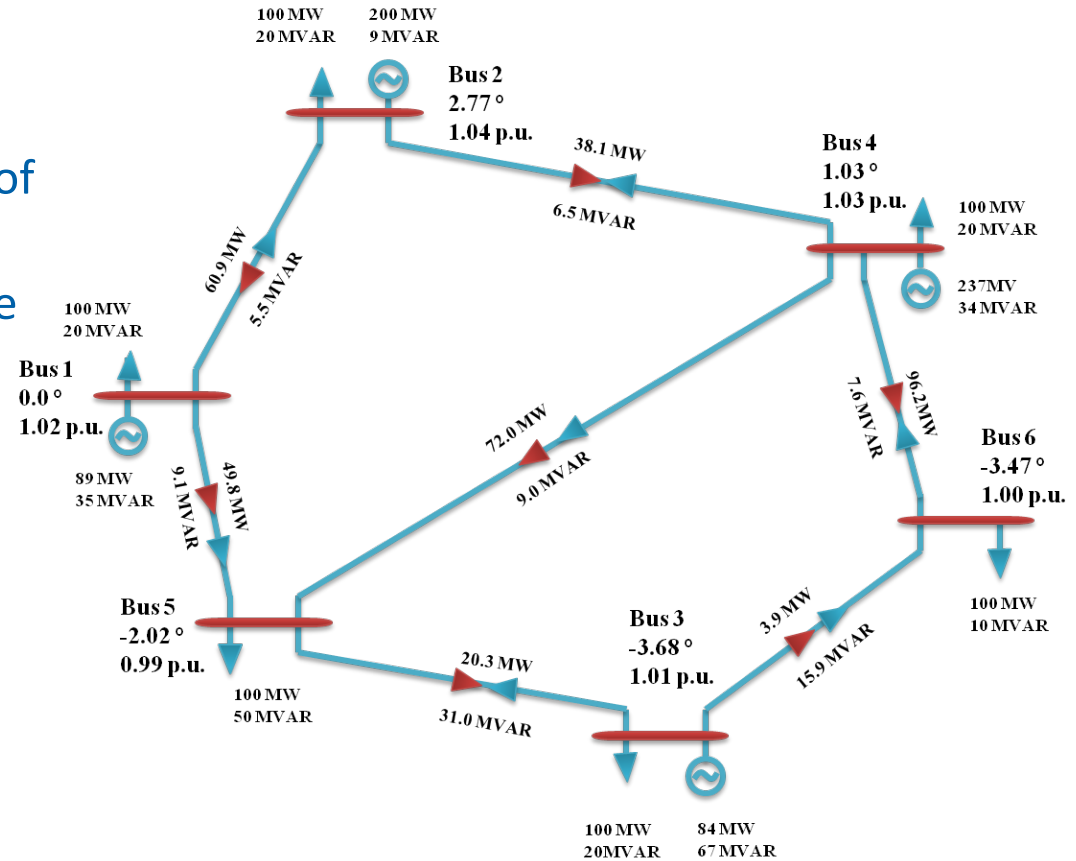 100 MW
20 MVAR
200 MW
9 MVAR
Bus 2
2.77 °
1.04 p.u.
38.1 MW
6.5 MVAR
Bus 4
1.03 °
1.03 p.u.
100 MW
20 MVAR
237MV
34 MVAR
of
e
60.9 MW
5.5 MVAR
100 MW
20 MVAR
Bus 1
0.0 °
1.02 p.u.
89 MW
35 MVAR
49.8 MW
9.1 MVAR
72.0 MW
9.0 MVAR
96.2MW
7.6 MVAR
Bus 6
-3.47 °
1.00 p.u.
100 MW
10 MVAR
Bus 5
-2.02 °
0.99 p.u.
100 MW
50 MVAR
20.3 MW
31.0 MVAR
Bus 3
-3.68 °
1.01 p.u.
3.9 MW
15.9 MVAR
100 MW
20MVAR
84 MW
67 MVAR